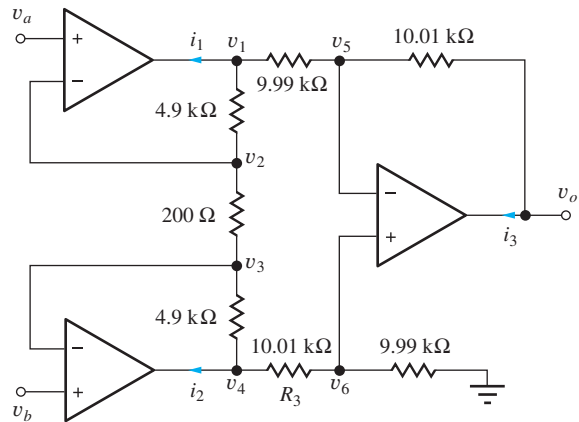 v_a
+
−
i_1
v_1
9.99 kΩ
v_5
10.01 kΩ
4.9 kΩ
v_2
200 Ω
−
+
v_o
i_3
v_3
4.9 kΩ
−
+
v_b
i_2
v_4
10.01 kΩ
R_3
v_6
9.99 kΩ